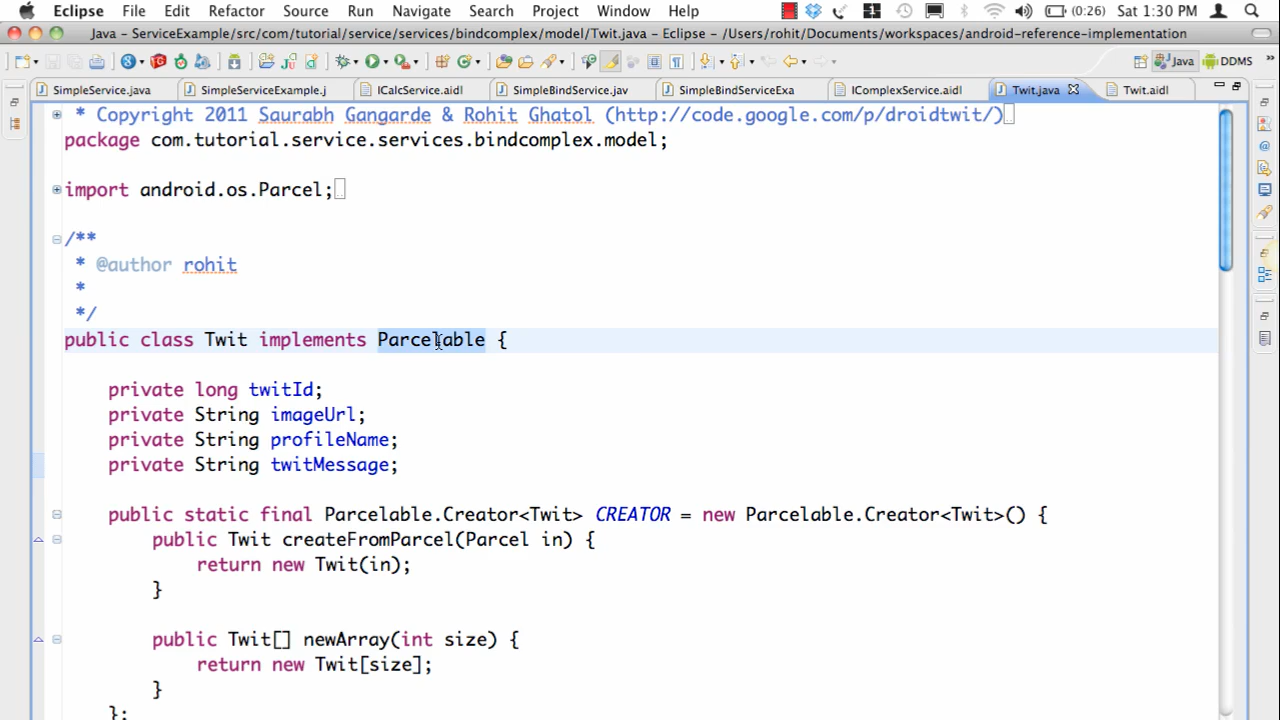 Eclipse File Edit Refactor Source Run Navigate Search Project Window Help (0:26) Sat 1:30 PM
Java - ServiceExample/src/com/tutorial/service/services/bindcomplex/model/Twit.java - Eclipse - /Users/rohit/Documents/workspaces/android-reference-implementation
Java DDMS
SimpleService.java SimpleServiceExample.j ICalcService.aidl SimpleBindService.jav SimpleBindServiceExa IComplexService.aidl Twit.java Twit.aidl
* Copyright 2011 Saurabh Gangarde & Rohit Ghatol (http://code.google.com/p/droidtwit/)
package com.tutorial.service.services.bindcomplex.model;
import android.os.Parcel;
/**
* @author rohit
*
*/
public class Twit implements Parcelable {
private long twitId;
private String imageUrl;
private String profileName;
private String twitMessage;
public static final Parcelable.Creator<Twit> CREATOR = new Parcelable.Creator<Twit>() {
public Twit createFromParcel(Parcel in) {
return new Twit(in);
}
public Twit[] newArray(int size) {
return new Twit[size];
}
};